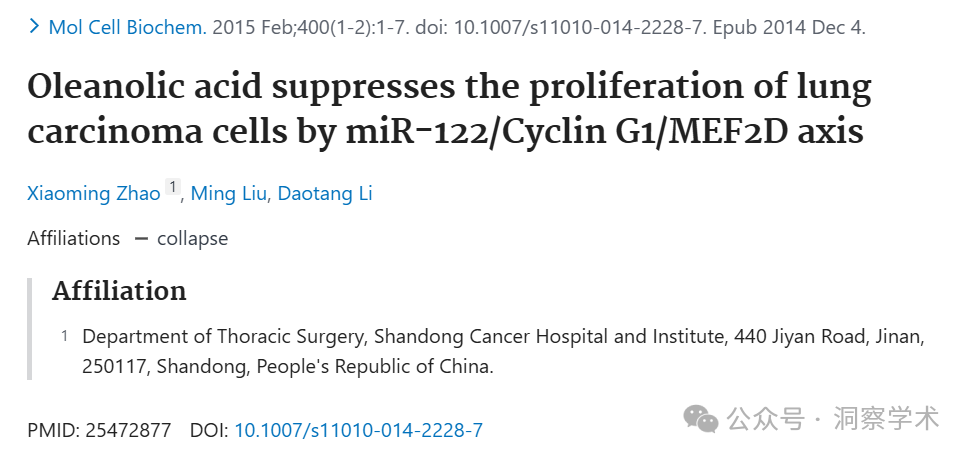 > Mol Cell Biochem. 2015 Feb;400(1-2):1-7. doi: 10.1007/s11010-014-2228-7. Epub 2014 Dec 4.
Oleanolic acid suppresses the proliferation of lung
carcinoma cells by miR-122/Cyclin G1/MEF2D axis
Xiaoming Zhao 1, Ming Liu, Daotang Li
Affiliations − collapse
Affiliation
1 Department of Thoracic Surgery, Shandong Cancer Hospital and Institute, 440 Jiyan Road, Jinan,
250117, Shandong, People's Republic of China.
PMID: 25472877 DOI: 10.1007/s11010-014-2228-7
公众号 · 洞察学术